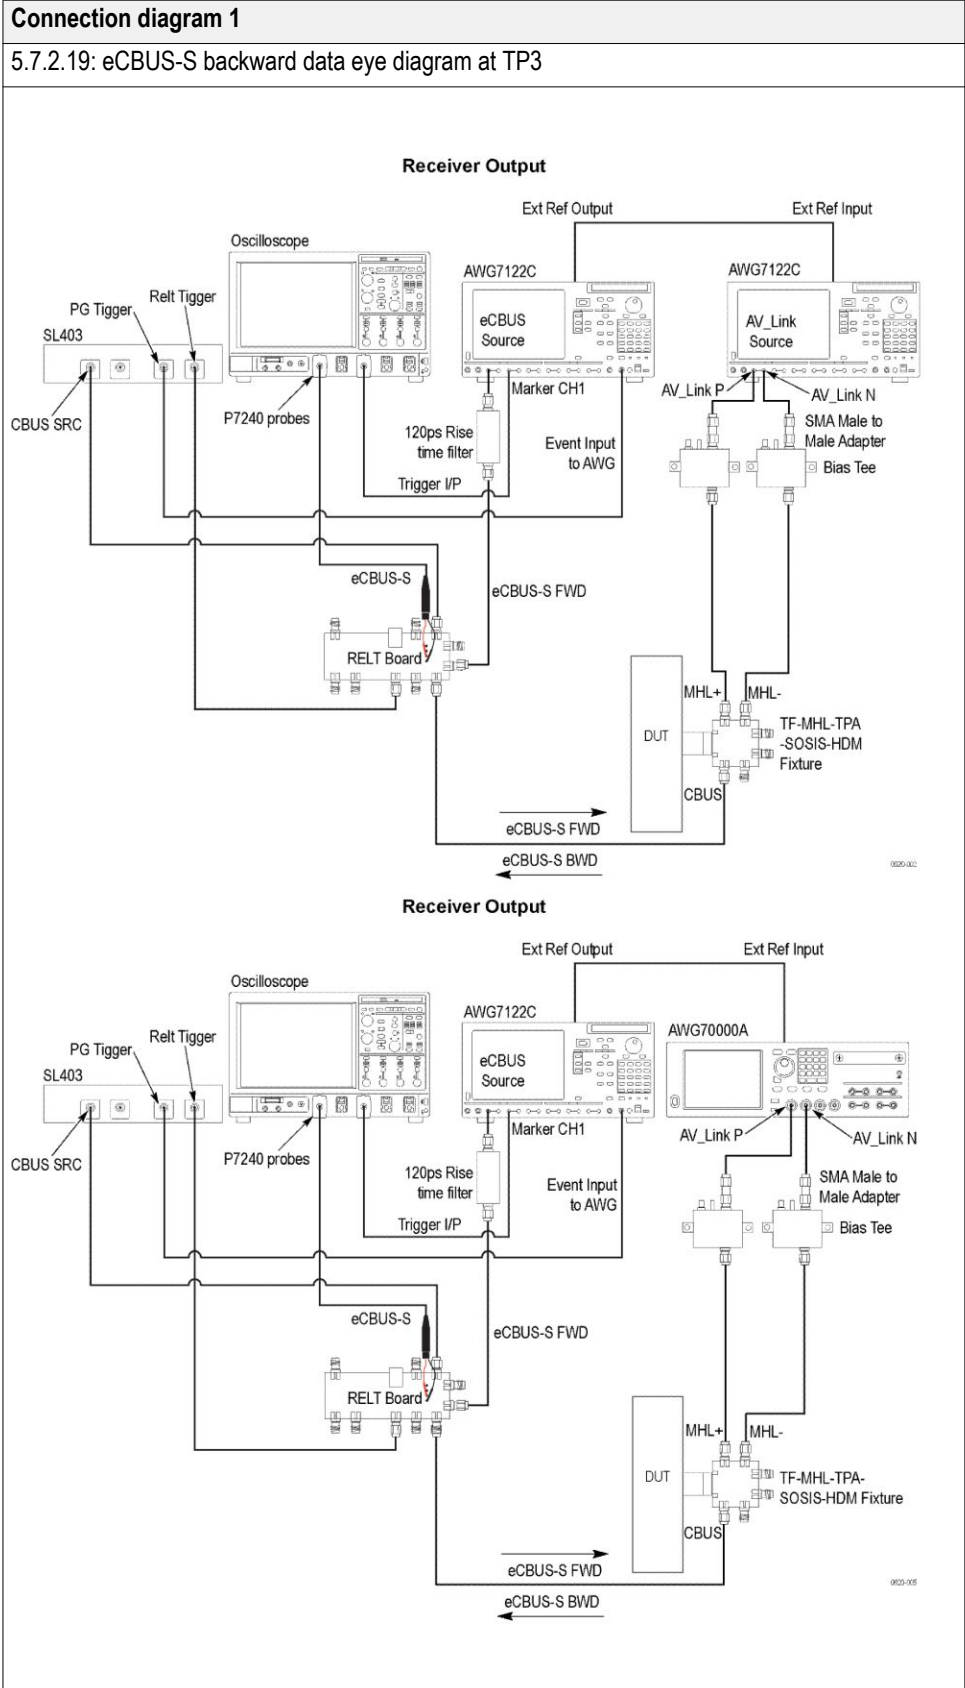 Connection diagram 1
5.7.2.19: eCBUS-S backward data eye diagram at TP3
Receiver Output
Ext Ref Output
Ext Ref Input
Oscilloscope
AWG7122C
AWG7122C
Relt Tigger
PG Tigger
SL403
eCBUS
Source
AV_Link
Source
CBUS SRC
P7240 probes
Marker CH1
AV_Link P
AV_Link N
120ps Rise
time filter
Event Input
to AWG
SMA Male to
Male Adapter
Bias Tee
Trigger I/P
eCBUS-S
eCBUS-S FWD
RELT Board
MHL+
MHL-
DUT
TF-MHL-TPA
-SOSIS-HDM
Fixture
CBUS
eCBUS-S FWD
eCBUS-S BWD
0620-002
Receiver Output
Ext Ref Output
Ext Ref Input
Oscilloscope
AWG7122C
AWG70000A
Relt Tigger
PG Tigger
SL403
eCBUS
Source
CBUS SRC
P7240 probes
Marker CH1
AV_Link P
AV_Link N
120ps Rise
time filter
Event Input
to AWG
SMA Male to
Male Adapter
Bias Tee
Trigger I/P
eCBUS-S
eCBUS-S FWD
RELT Board
MHL+
MHL-
DUT
TF-MHL-TPA-
SOSIS-HDM Fixture
CBUS
eCBUS-S FWD
eCBUS-S BWD
0620-005